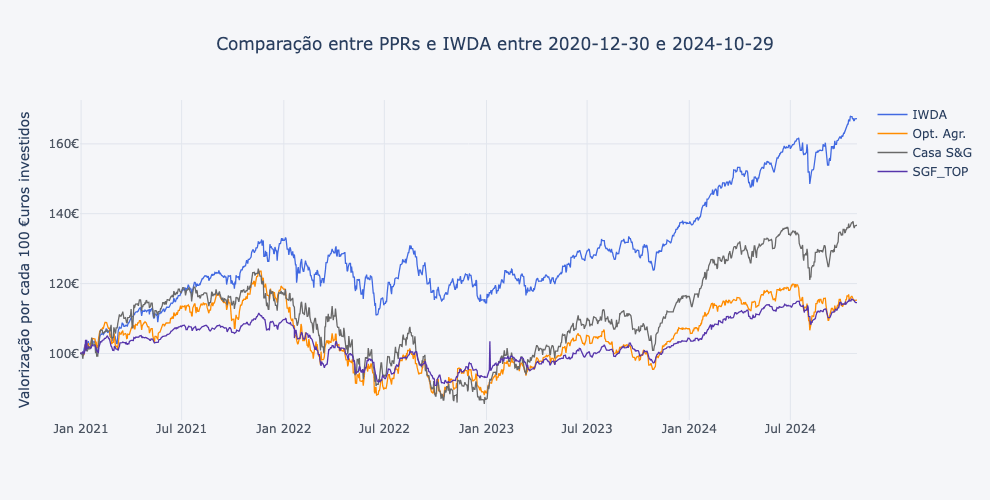 Comparação entre PPRs e IWDA entre 2020-12-30 e 2024-10-29
Valorização por cada 100 €uros investidos
160€
140€
120€
100€
Jan 2021
Jul 2021
Jan 2022
Jul 2022
Jan 2023
Jul 2023
Jan 2024
Jul 2024
IWDA
Opt. Agr.
Casa S&G
SGF_TOP